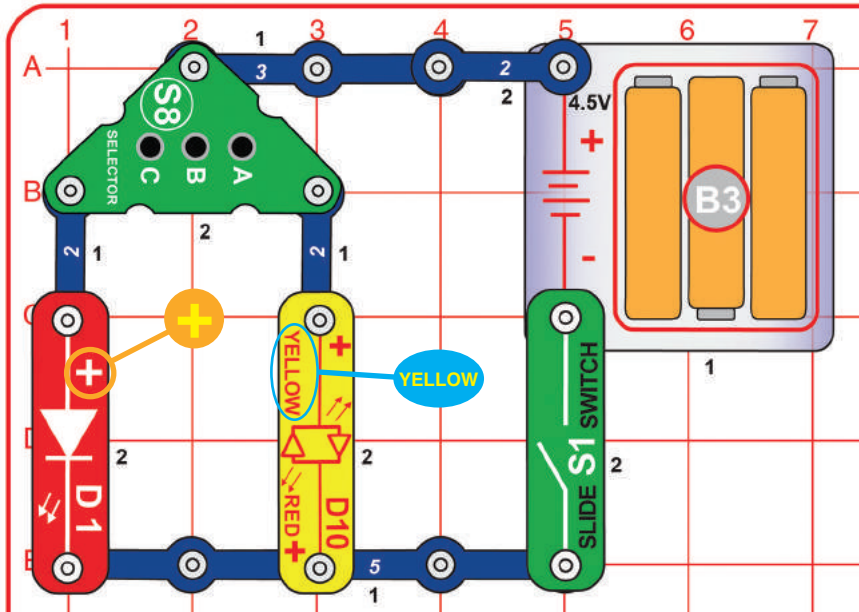 1 2 3 4 5 6 7
A
B
C
D
E
1
3
2
2
S8
SELECTOR
C B A
2
4.5V
+
-
B3
1
2
1
2
1
+
+
D1
2
YELLOW
+
YELLOW
RED +
D10
2
SLIDE S1 SWITCH
2
5
1